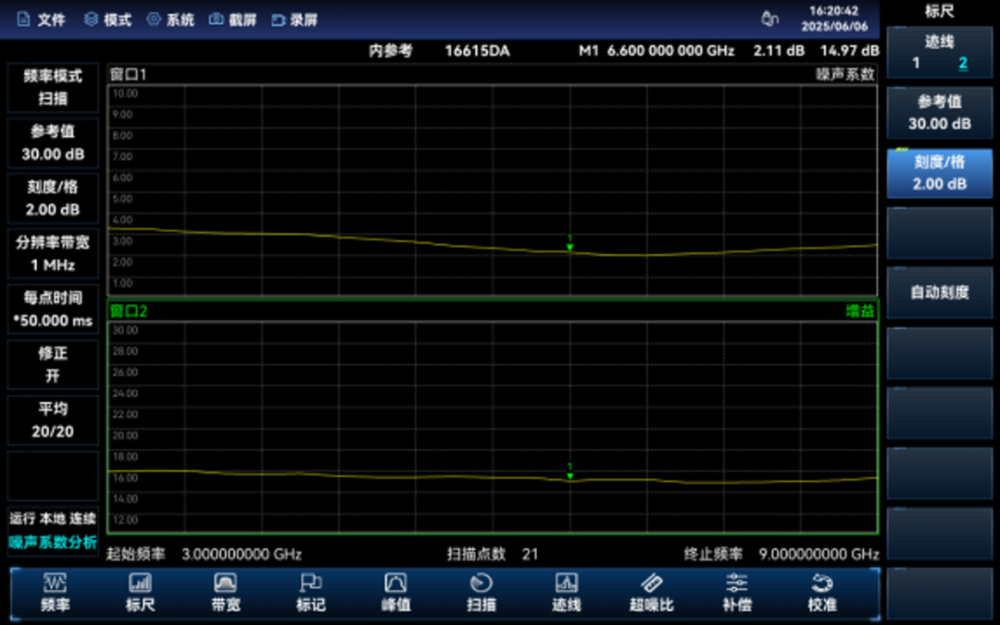 文件 模式 系统 截屏 录屏
16:20:42
2025/06/06
内参考 16615DA M1 6.600 000 000 GHz 2.11 dB 14.97 dB
频率模式
扫描
参考值
30.00 dB
刻度/格
2.00 dB
分辨率带宽
1 MHz
每点时间
*50.000 ms
修正
开
平均
20/20
运行 本地 连续
噪声系数分析
窗口1 噪声系数
10.00
9.00
8.00
7.00
6.00
5.00
4.00
3.00
2.00
1.00
1
窗口2 增益
30.00
28.00
26.00
24.00
22.00
20.00
18.00
16.00
14.00
12.00
1
起始频率 3.000000000 GHz 扫描点数 21 终止频率 9.000000000 GHz
频率 标尺 带宽 标记 峰值 扫描 迹线 超噪比 补偿 校准
标尺
迹线
1 2
参考值
30.00 dB
刻度/格
2.00 dB
自动刻度